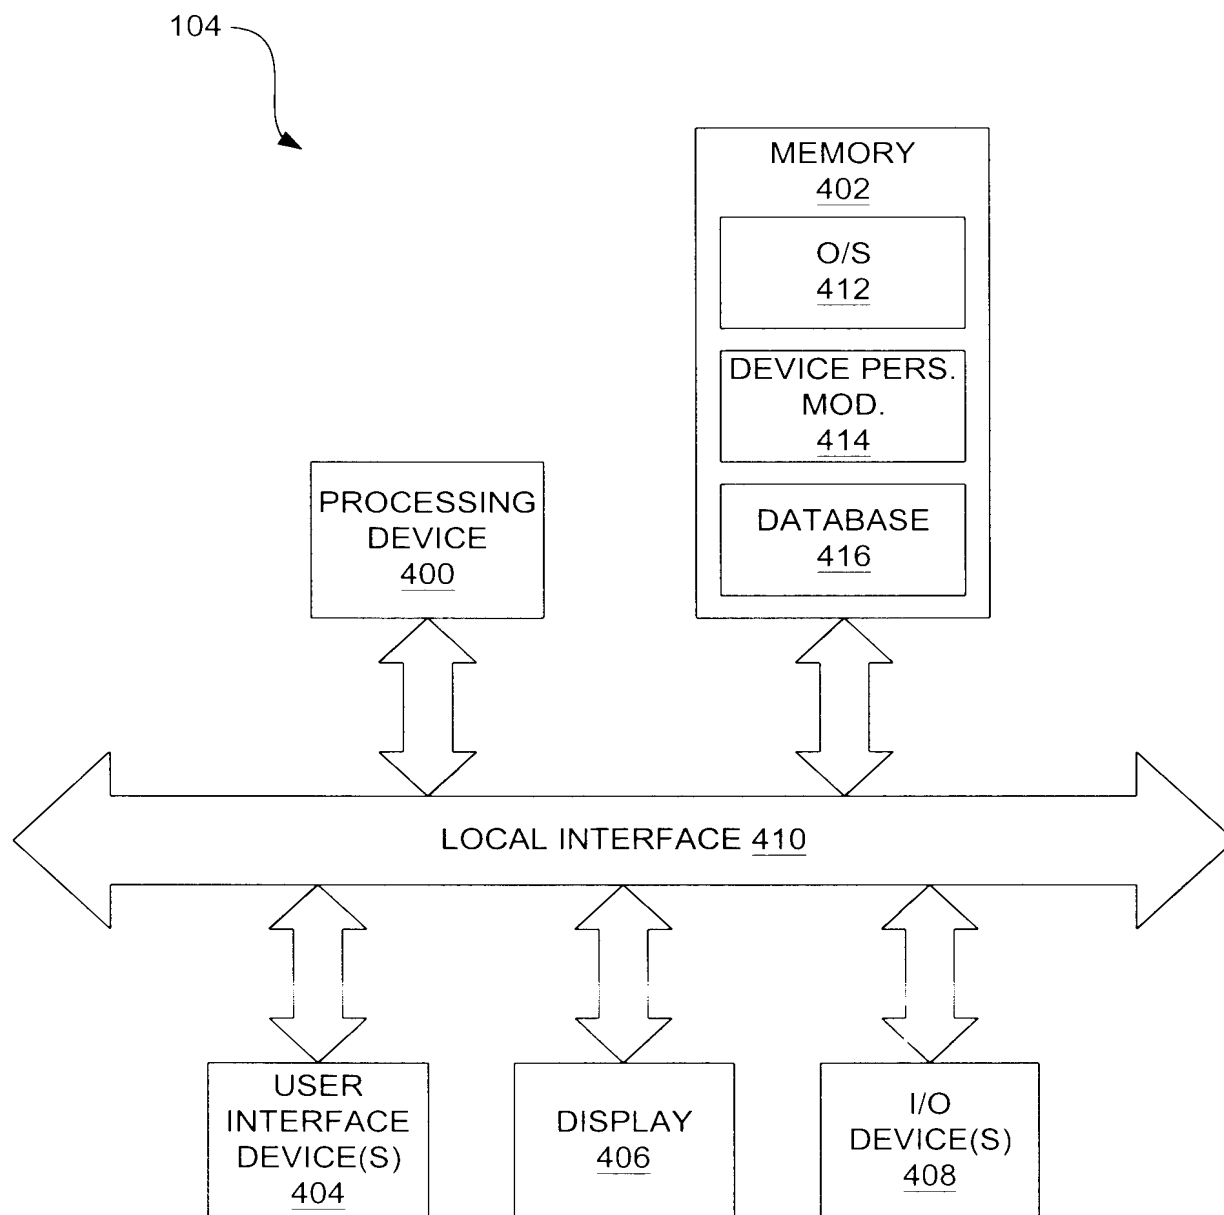 104
MEMORY
402
O/S
412
DEVICE PERS.
MOD.
414
DATABASE
416
PROCESSING
DEVICE
400
LOCAL INTERFACE 410
USER
INTERFACE
DEVICE(S)
404
DISPLAY
406
I/O
DEVICE(S)
408